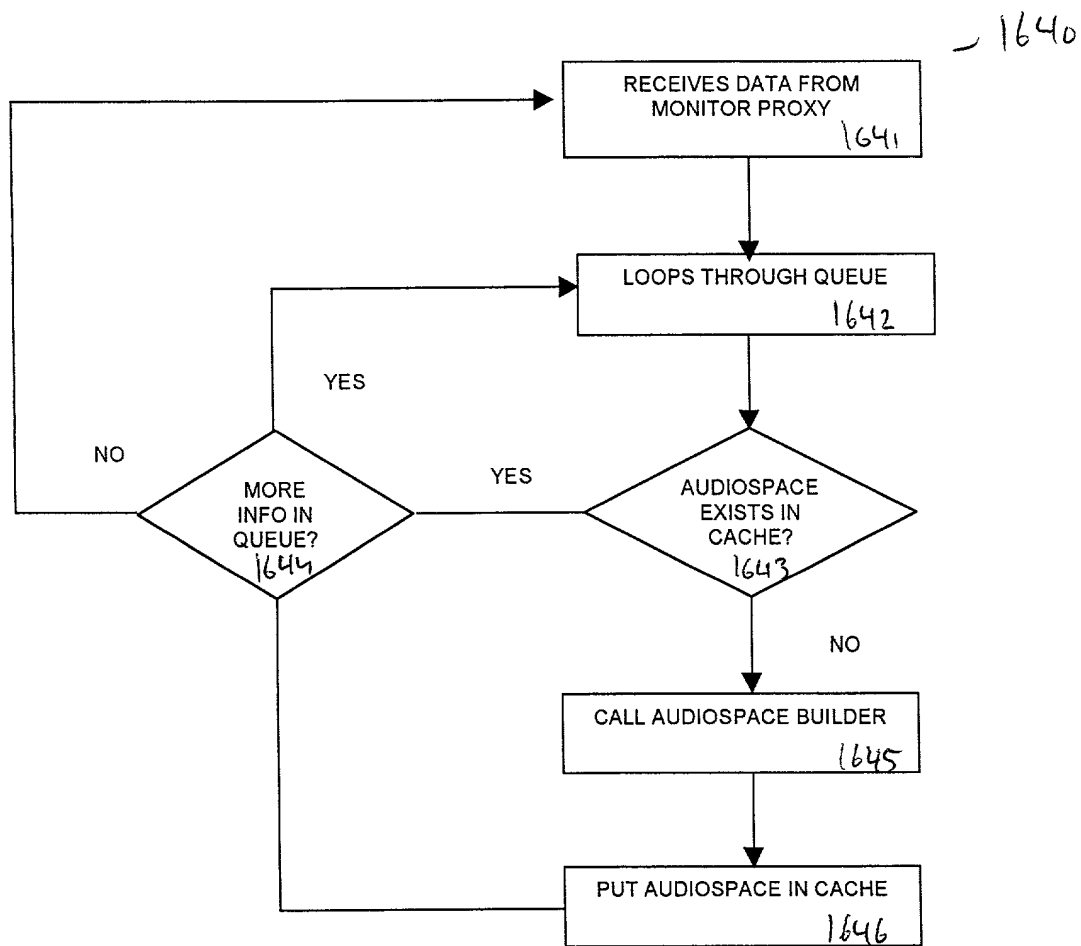 1640
RECEIVES DATA FROM
MONITOR PROXY
1641
LOOPS THROUGH QUEUE
1642
YES
NO
YES
MORE
INFO IN
QUEUE?
1644
AUDIOSPACE
EXISTS IN
CACHE?
1643
NO
CALL AUDIOSPACE BUILDER
1645
PUT AUDIOSPACE IN CACHE
1646